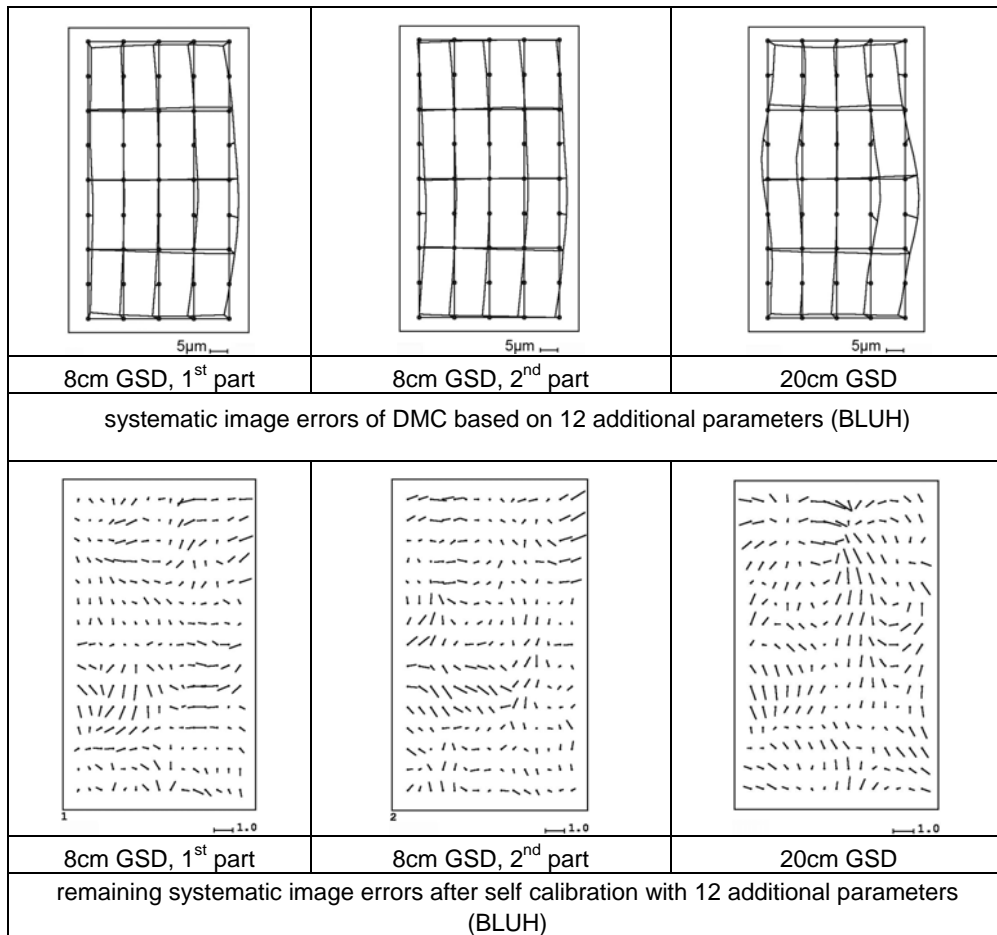 5µm
5µm
5µm
8cm GSD, 1st part
8cm GSD, 2nd part
20cm GSD
systematic image errors of DMC based on 12 additional parameters (BLUH)
1
1.0
2
1.0
1.0
8cm GSD, 1st part
8cm GSD, 2nd part
20cm GSD
remaining systematic image errors after self calibration with 12 additional parameters
(BLUH)